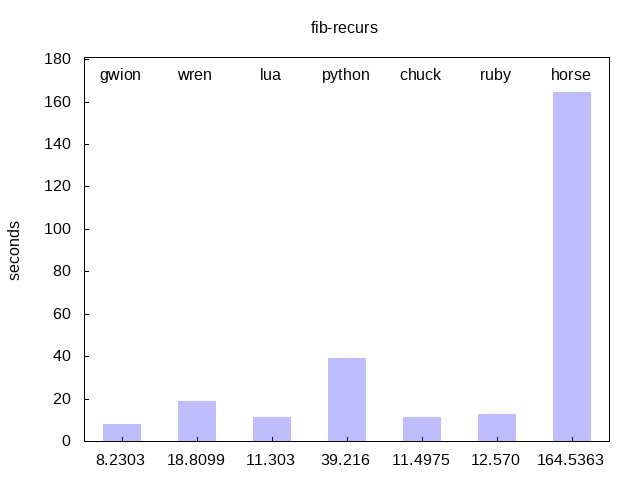 fib-recurs
180
gwion wren lua python chuck ruby horse
160
140
120
100
seconds
80
60
40
20
0
8.2303 18.8099 11.303 39.216 11.4975 12.570 164.5363